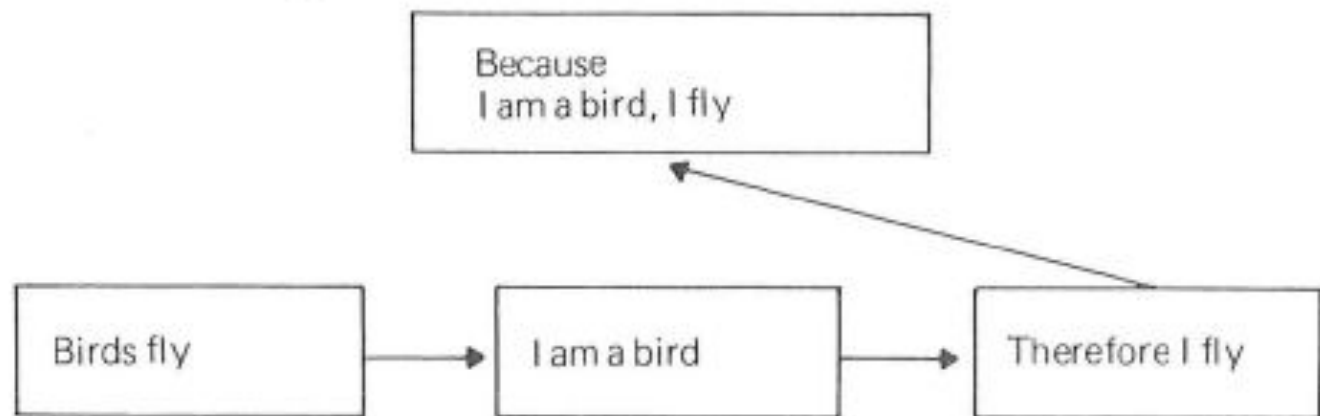 Because
I am a bird, I fly
Birds fly
I am a bird
Therefore I fly